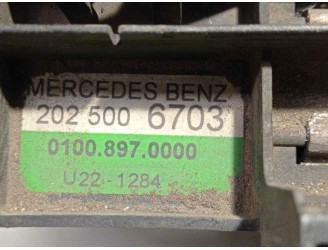 MERCEDES BENZ
202 500 6703
0100.897.0000
U22-1284